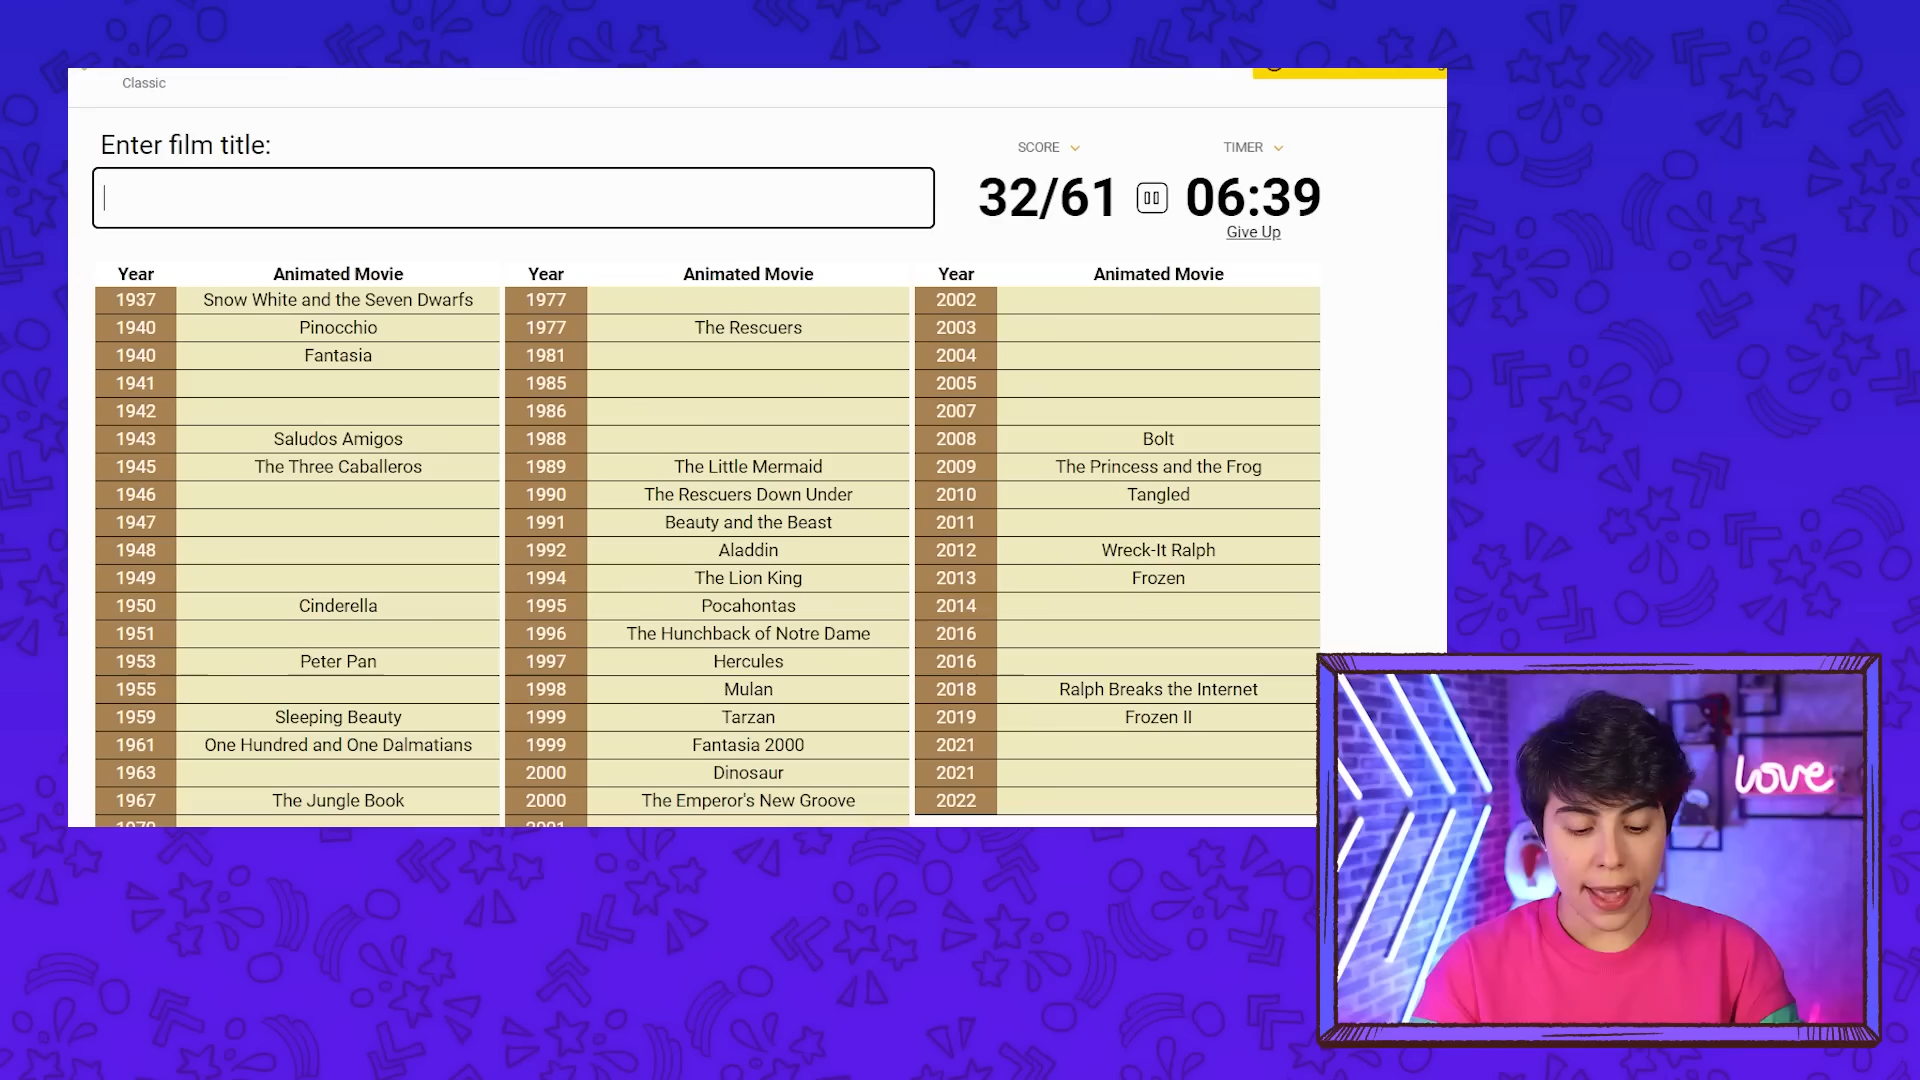 Classic
Enter film title:
SCORE
TIMER
32/61
06:39
Give Up
Year Animated Movie Year Animated Movie Year Animated Movie
1937 Snow White and the Seven Dwarfs 1977 2002
1940 Pinocchio 1977 The Rescuers 2003
1940 Fantasia 1981 2004
1941 1985 2005
1942 1986 2007
1943 Saludos Amigos 1988 2008 Bolt
1945 The Three Caballeros 1989 The Little Mermaid 2009 The Princess and the Frog
1946 1990 The Rescuers Down Under 2010 Tangled
1947 1991 Beauty and the Beast 2011
1948 1992 Aladdin 2012 Wreck-It Ralph
1949 1994 The Lion King 2013 Frozen
1950 Cinderella 1995 Pocahontas 2014
1951 1996 The Hunchback of Notre Dame 2016
1953 Peter Pan 1997 Hercules 2016
1955 1998 Mulan 2018 Ralph Breaks the Internet
1959 Sleeping Beauty 1999 Tarzan 2019 Frozen II
1961 One Hundred and One Dalmatians 1999 Fantasia 2000 2021
1963 2000 Dinosaur 2021
1967 The Jungle Book 2000 The Emperor's New Groove 2022
love